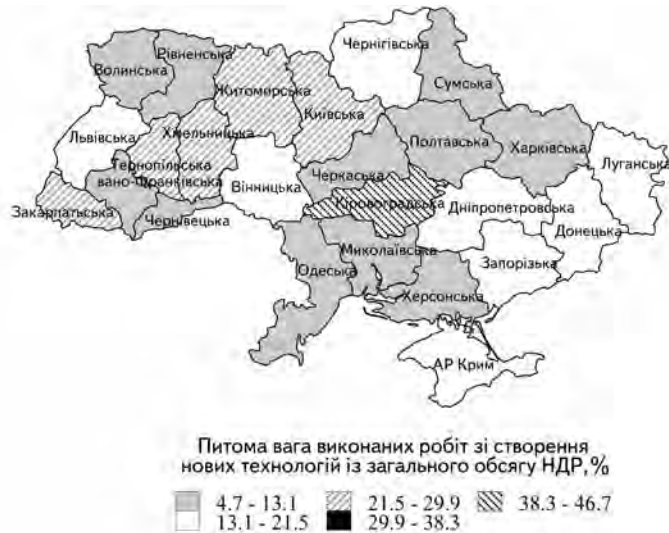 Чернігівська
Волинська
Рівненська
Сумська
Житомирська
Київська
Львівська
Хмельницька
Полтавська
Харківська
Луганська
Тернопільська
Черкаська
Вінницька
вано-Франківська
Закарпатська
Чернівецька
Кіровоградська
Дніпропетровська
Донецька
Миколаївська
Запорізька
Одеська
Херсонська
АР Крим
Питома вага виконаних робіт зі створення
нових технологій із загального обсягу НДР,%
4.7 - 13.1 21.5 - 29.9 38.3 - 46.7
13.1 - 21.5 29.9 - 38.3